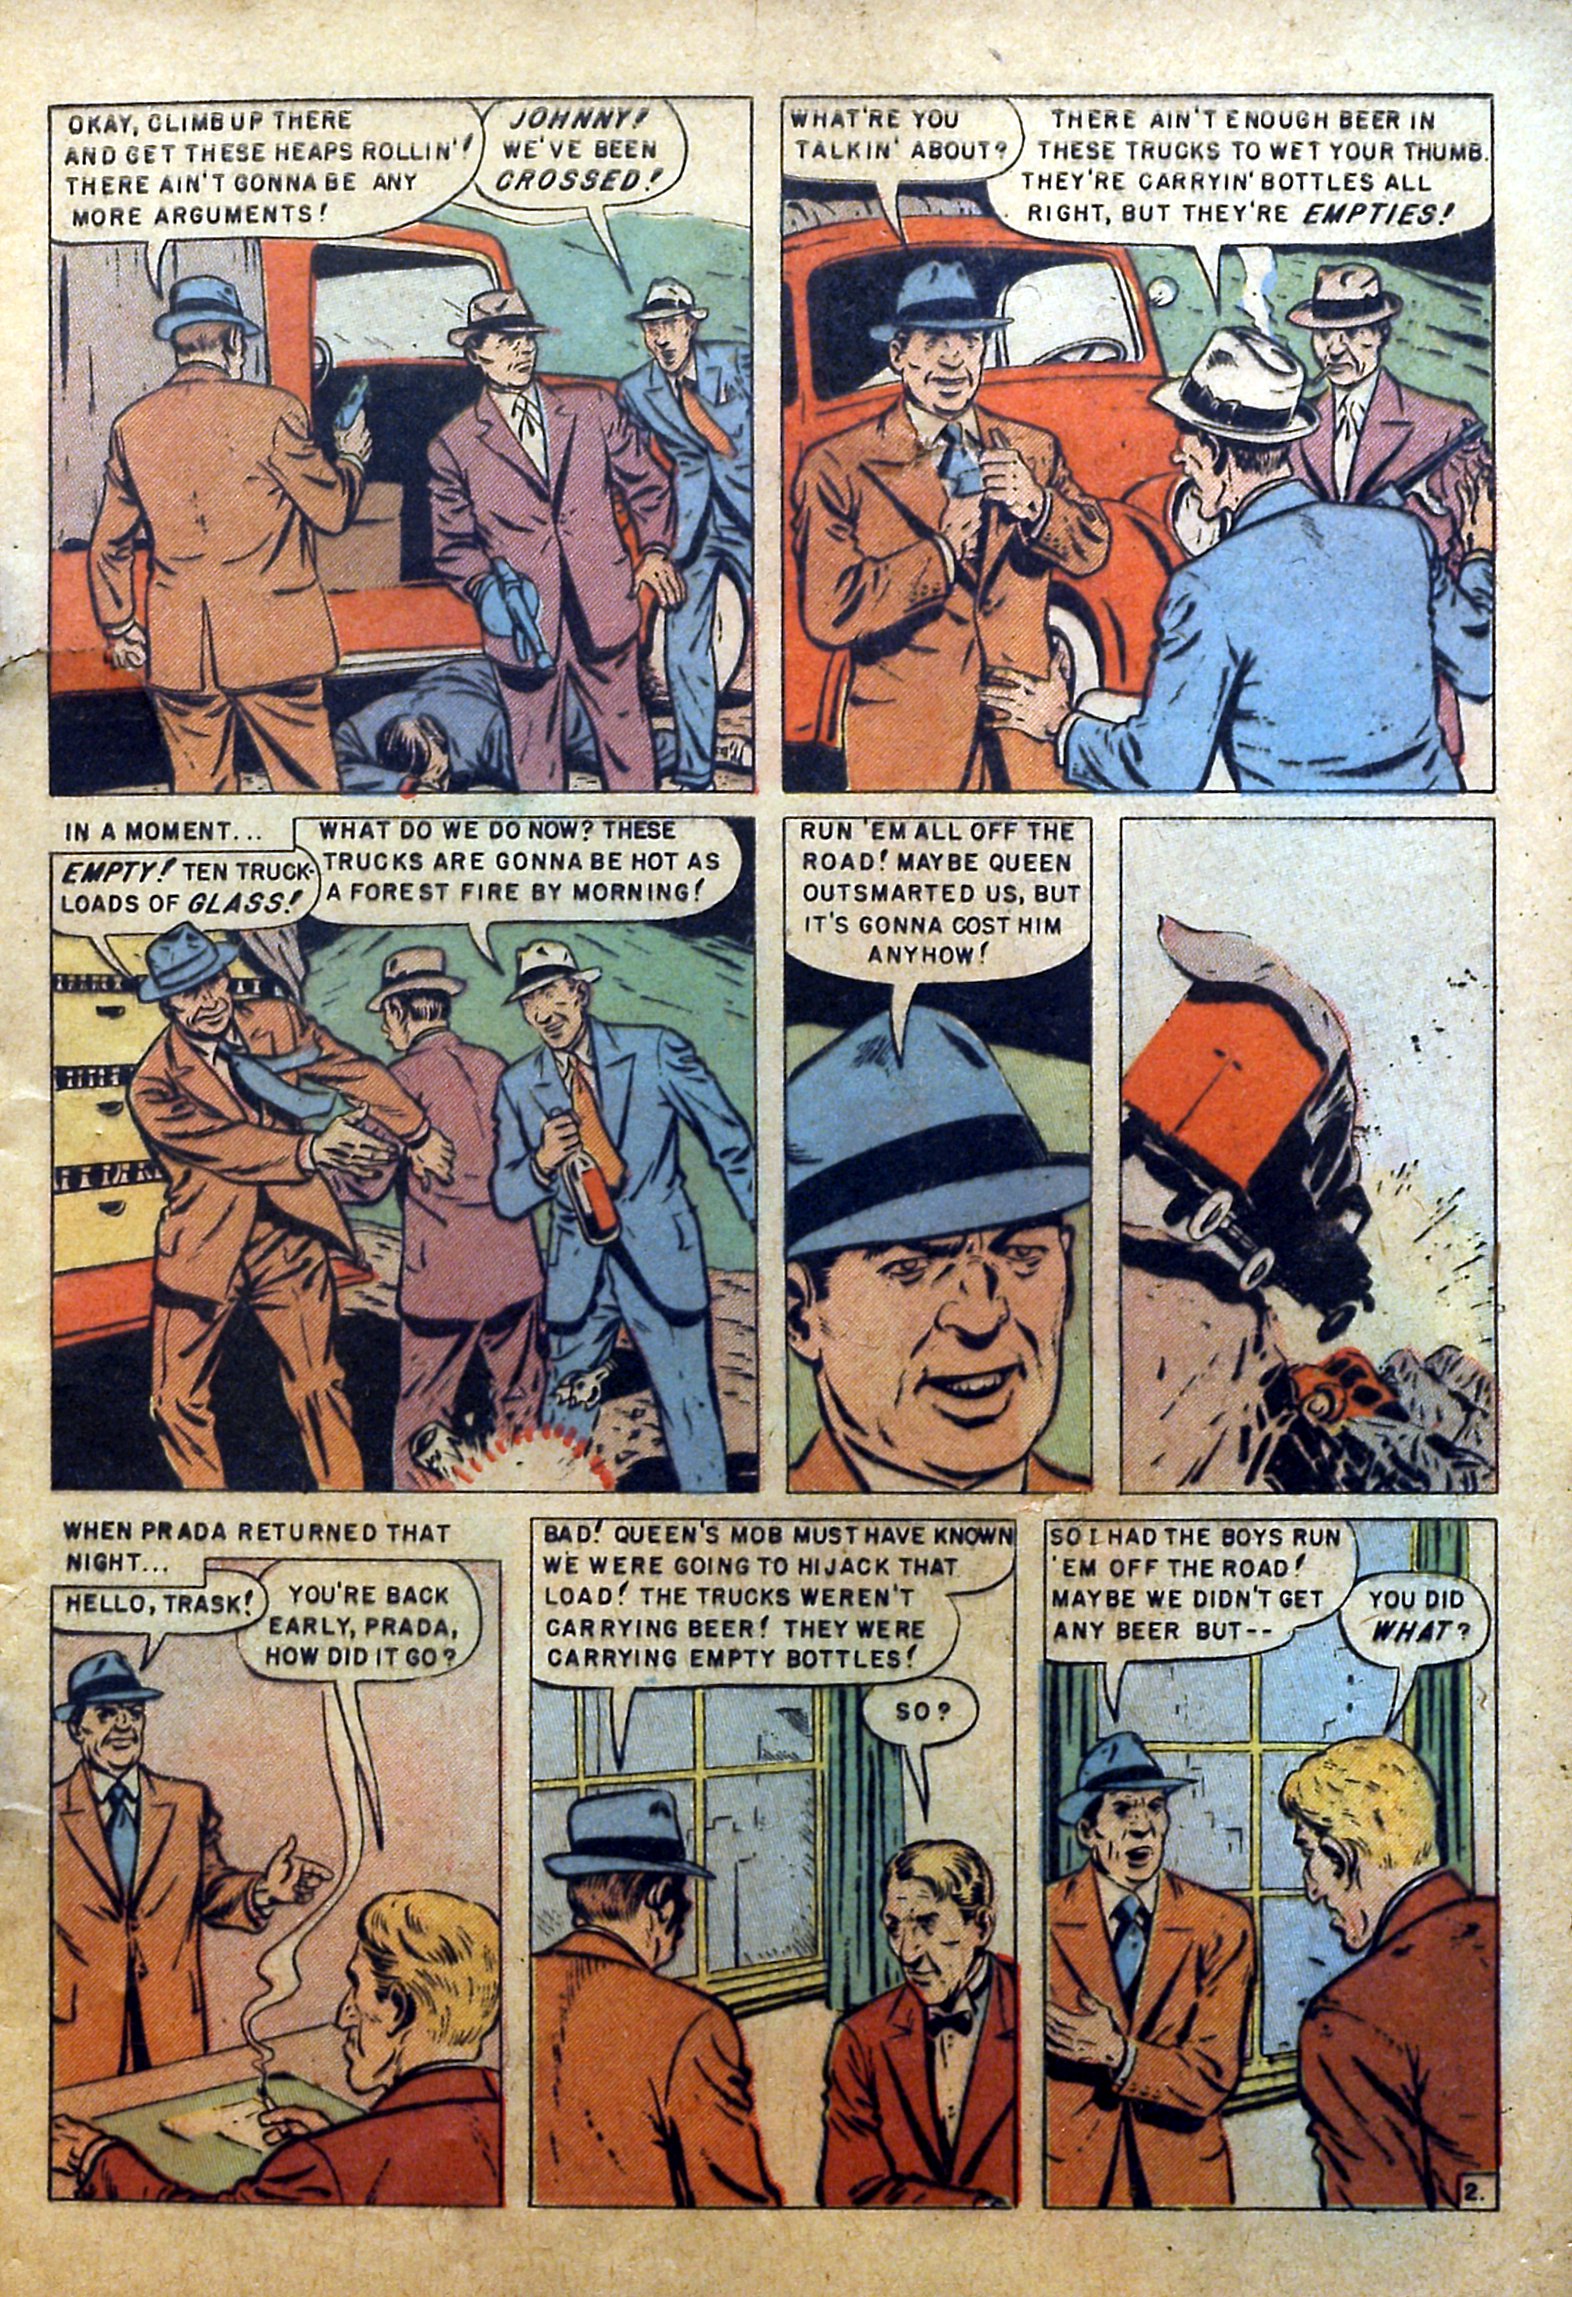 OKAY, CLIMB UP THERE
AND GET THESE HEAPS ROLLIN'!
THERE AIN'T GONNA BE ANY
MORE ARGUMENTS!
JOHNNY!
WE'VE BEEN
CROSSED!
WHAT'RE YOU
TALKIN' ABOUT?
THERE AIN'T ENOUGH BEER IN
THESE TRUCKS TO WET YOUR THUMB.
THEY'RE CARRYIN' BOTTLES ALL
RIGHT, BUT THEY'RE EMPTIES!
IN A MOMENT...
EMPTY! TEN TRUCK-
LOADS OF GLASS!
WHAT DO WE DO NOW? THESE
TRUCKS ARE GONNA BE HOT AS
A FOREST FIRE BY MORNING!
RUN 'EM ALL OFF THE
ROAD! MAYBE QUEEN
OUTSMARTED US, BUT
IT'S GONNA COST HIM
ANYHOW!
WHEN PRADA RETURNED THAT
NIGHT...
HELLO, TRASK!
YOU'RE BACK
EARLY, PRADA,
HOW DID IT GO?
BAD! QUEEN'S MOB MUST HAVE KNOWN
WE WERE GOING TO HIJACK THAT
LOAD! THE TRUCKS WEREN'T
CARRYING BEER! THEY WERE
CARRYING EMPTY BOTTLES!
SO?
SO I HAD THE BOYS RUN
'EM OFF THE ROAD!
MAYBE WE DIDN'T GET
ANY BEER BUT--
YOU DID
WHAT?
2.